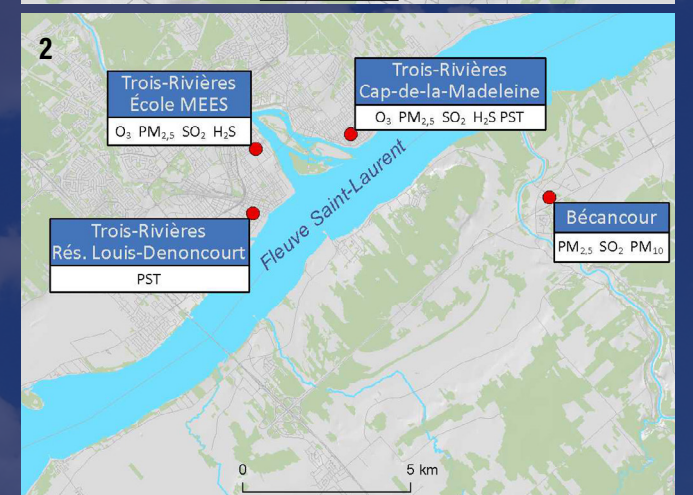 2
Trois-Rivières
École MEES
O₃ PM₂,₅ SO₂ H₂S
Trois-Rivières
Cap-de-la-Madeleine
O₃ PM₂,₅ SO₂ H₂S PST
Fleuve Saint-Laurent
Trois-Rivières
Rés. Louis-Denoncourt
PST
Bécancour
PM₂,₅ SO₂ PM₁₀
0 5 km